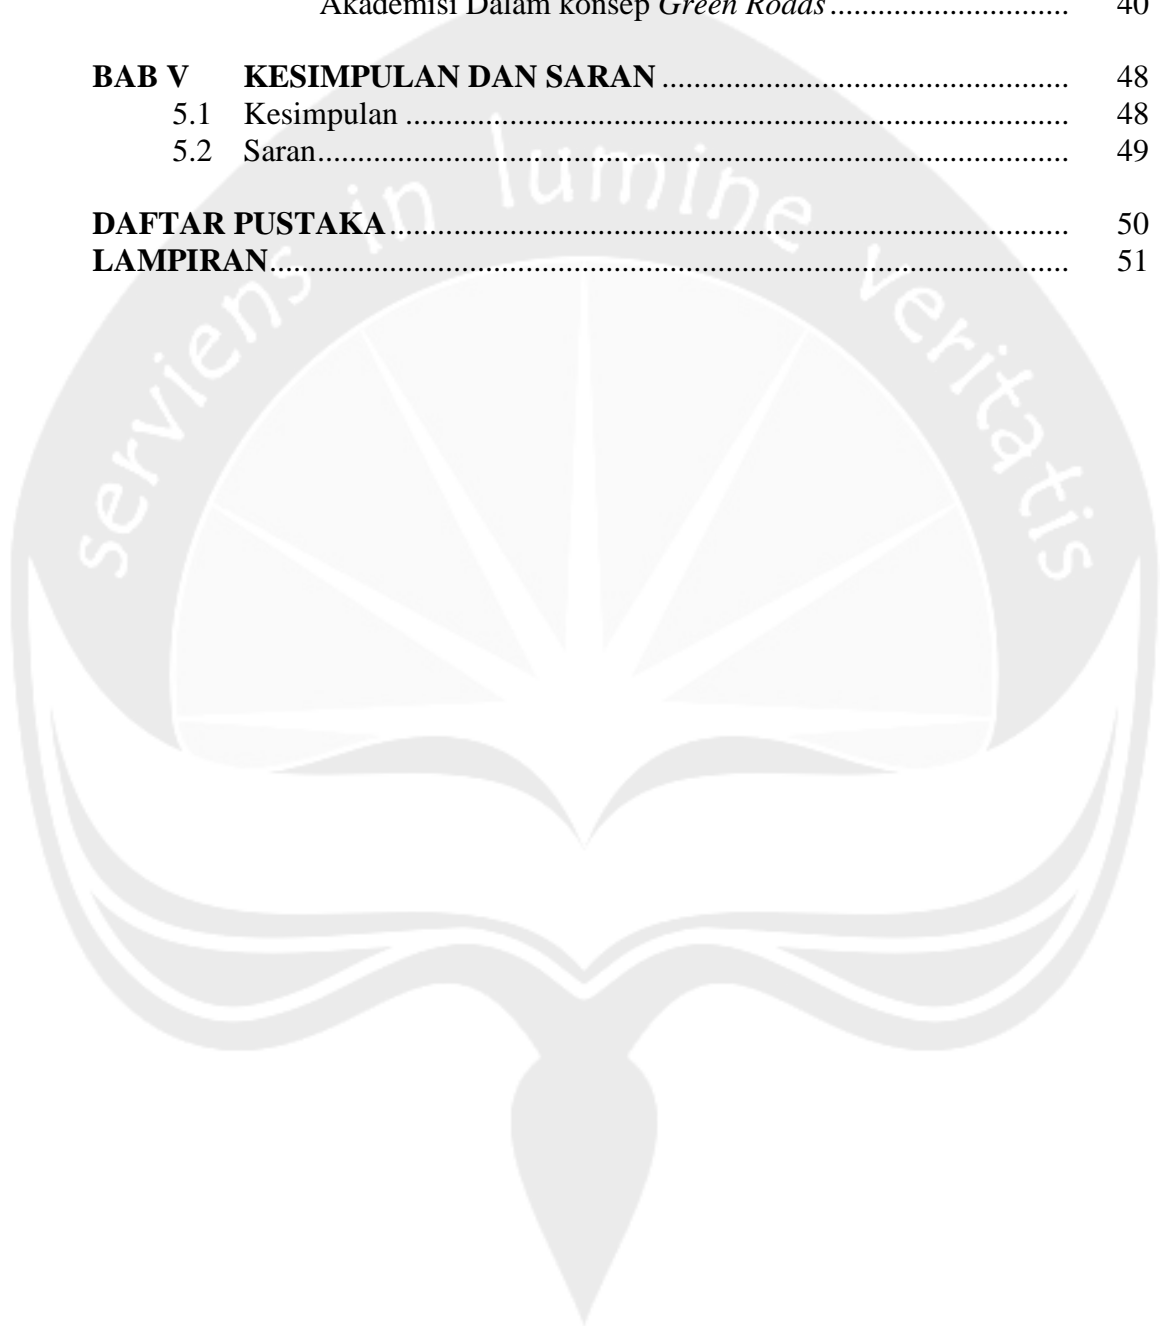 Akademisi Dalam konsep Green Roads ............................ 40
BAB V KESIMPULAN DAN SARAN ................................................. 48
5.1 Kesimpulan ................................................................................ 48
5.2 Saran........................................................................................... 49
DAFTAR PUSTAKA .................................................................................. 50
LAMPIRAN................................................................................................. 51
serviens in lumine veritatis